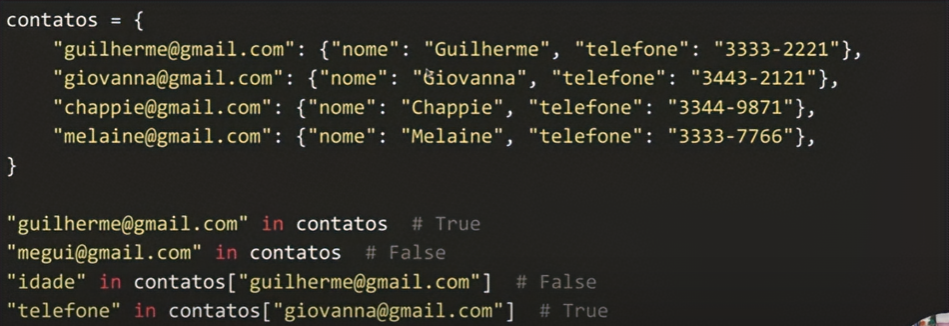 contatos = {
    "guilherme@gmail.com": {"nome": "Guilherme", "telefone": "3333-2221"},
    "giovanna@gmail.com": {"nome": "Giovanna", "telefone": "3443-2121"},
    "chappie@gmail.com": {"nome": "Chappie", "telefone": "3344-9871"},
    "melaine@gmail.com": {"nome": "Melaine", "telefone": "3333-7766"},
}

"guilherme@gmail.com" in contatos  # True
"megui@gmail.com" in contatos  # False
"idade" in contatos["guilherme@gmail.com"]  # False
"telefone" in contatos["giovanna@gmail.com"]  # True